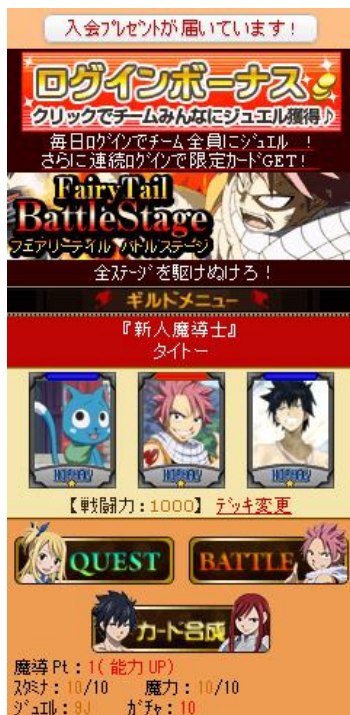 入会ﾌﾟﾚｾﾞﾝﾄが届いています!
ログインボーナス
クリックでチームみんなにジュエル獲得♪
毎日ﾛｸﾞｲﾝでﾁｰﾑ全員にｼﾞｭｴﾙ !
さらに連続ﾛｸﾞｲﾝで限定ｶｰﾄﾞGET!
FairyTail
BattleStage
フェアリーテイル バトルステージ
全ｽﾃｰｼﾞを駆けぬけろ!
ギルドメニュー
『新人魔導士』
タイトー
【戦闘力:1000】 ﾃﾞｯｷ変更
QUEST BATTLE
カード合成
魔導Pt:1(能力UP)
ｽﾀﾐﾅ:10/10 魔力:10/10
ｼﾞｭｴﾙ:9J ｶﾞﾁｬ:10